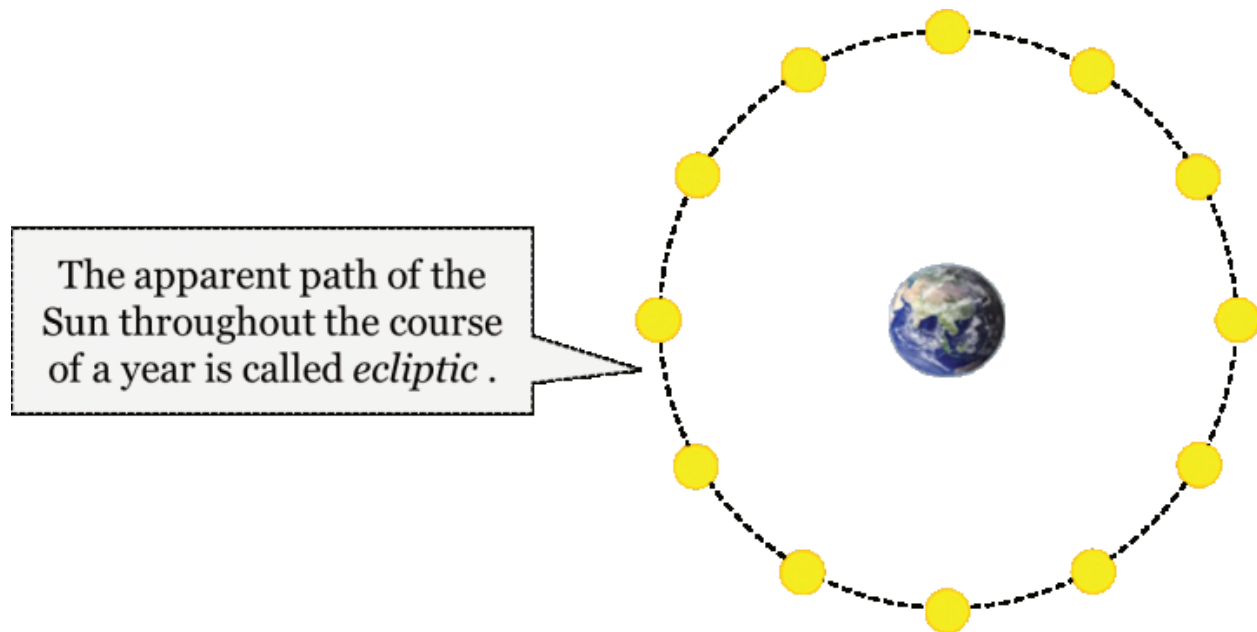 The apparent path of the
Sun throughout the course
of a year is called ecliptic .